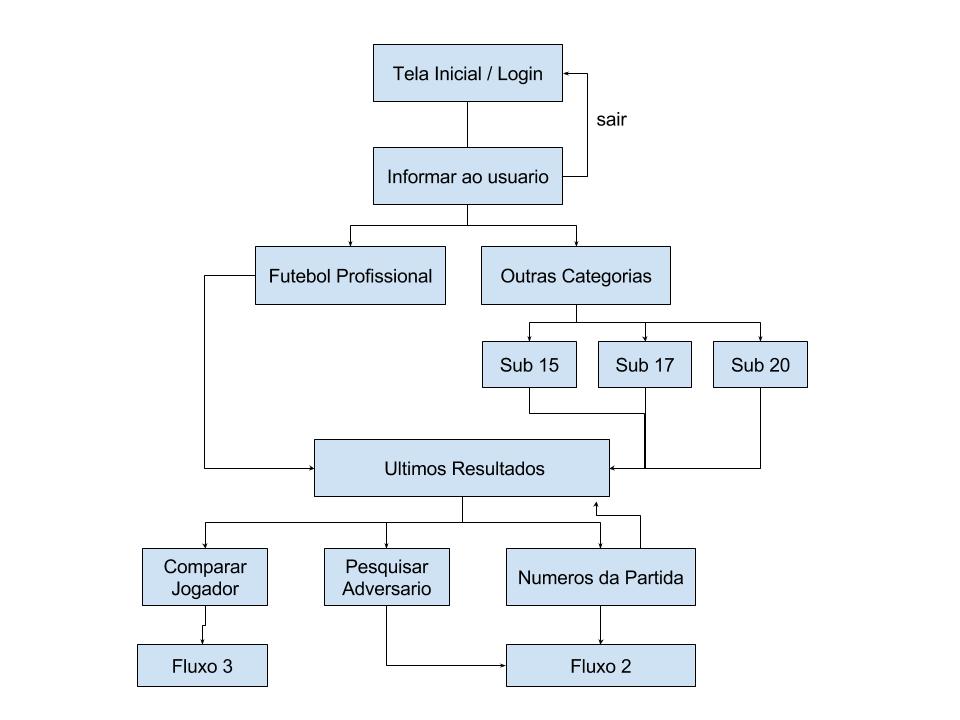 Tela Inicial / Login
sair
Informar ao usuario
Futebol Profissional
Outras Categorias
Sub 15
Sub 17
Sub 20
Ultimos Resultados
Comparar
Jogador
Pesquisar
Adversario
Numeros da Partida
Fluxo 3
Fluxo 2